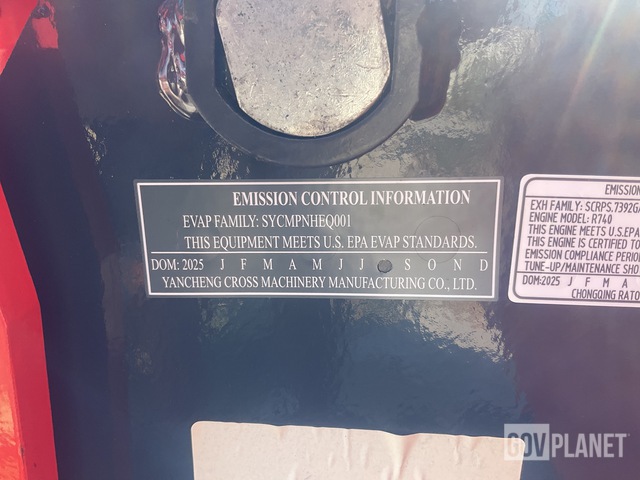 EMISSION CONTROL INFORMATION
EVAP FAMILY: SYCMPNHEQ001
THIS EQUIPMENT MEETS U.S. EPA EVAP STANDARDS.
DOM: 2025 J F M A M J J S O N D
YANCHENG CROSS MACHINERY MANUFACTURING CO., LTD.
EMISSION
EXH FAMILY: SCRPS.7392G
ENGINE MODEL: R740
THIS ENGINE MEETS U.S.EPA
THIS ENGINE IS CERTIFIED TO
EMISSION COMPLIANCE PERIO
TUNE-UP/MAINTENANCE SHO
DOM:2025 J F M A
CHONGQING RATO
GOVPLANET